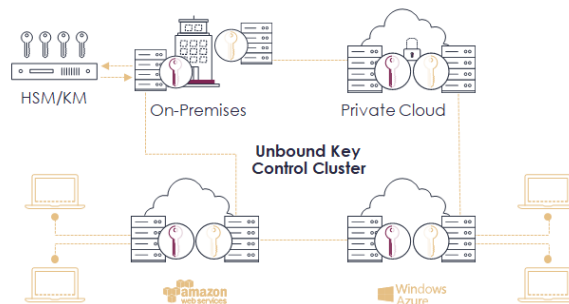 HSM/KM
On-Premises
Private Cloud
Unbound Key
Control Cluster
amazon
web services
Windows
Azure